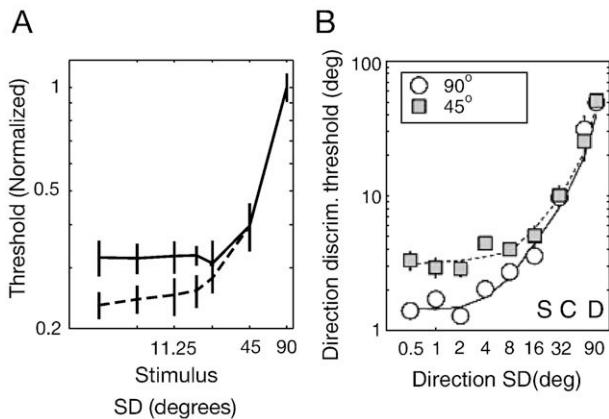 A
Threshold (Normalized)
1
0.5
0.2
11.25 45 90
Stimulus
SD (degrees)
B
Direction discrim. threshold (deg)
100
10
1
90°
45°
S C D
0.5 1 2 4 8 16 32 90
Direction SD(deg)